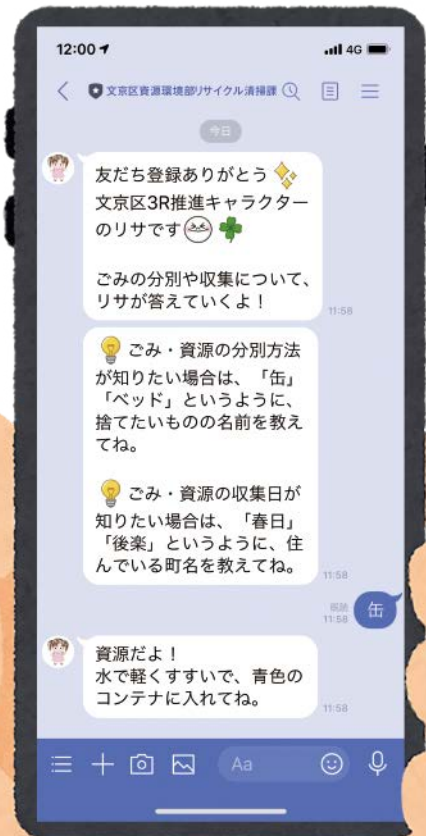 12:00
4G
文京区資源環境部リサイクル清掃課
今日
友だち登録ありがとう
文京区3R推進キャラクター
のリサです
ごみの分別や収集について、
リサが答えていくよ！
11:58
ごみ・資源の分別方法
が知りたい場合は、「缶」
「ベッド」というように、
捨てたいものの名前を教え
てね。
ごみ・資源の収集日が
知りたい場合は、「春日」
「後楽」というように、住
んでいる町名を教えてね。
11:58
既読
11:58
缶
資源だよ！
水で軽くすすいで、青色の
コンテナに入れてね。
11:58
Aa